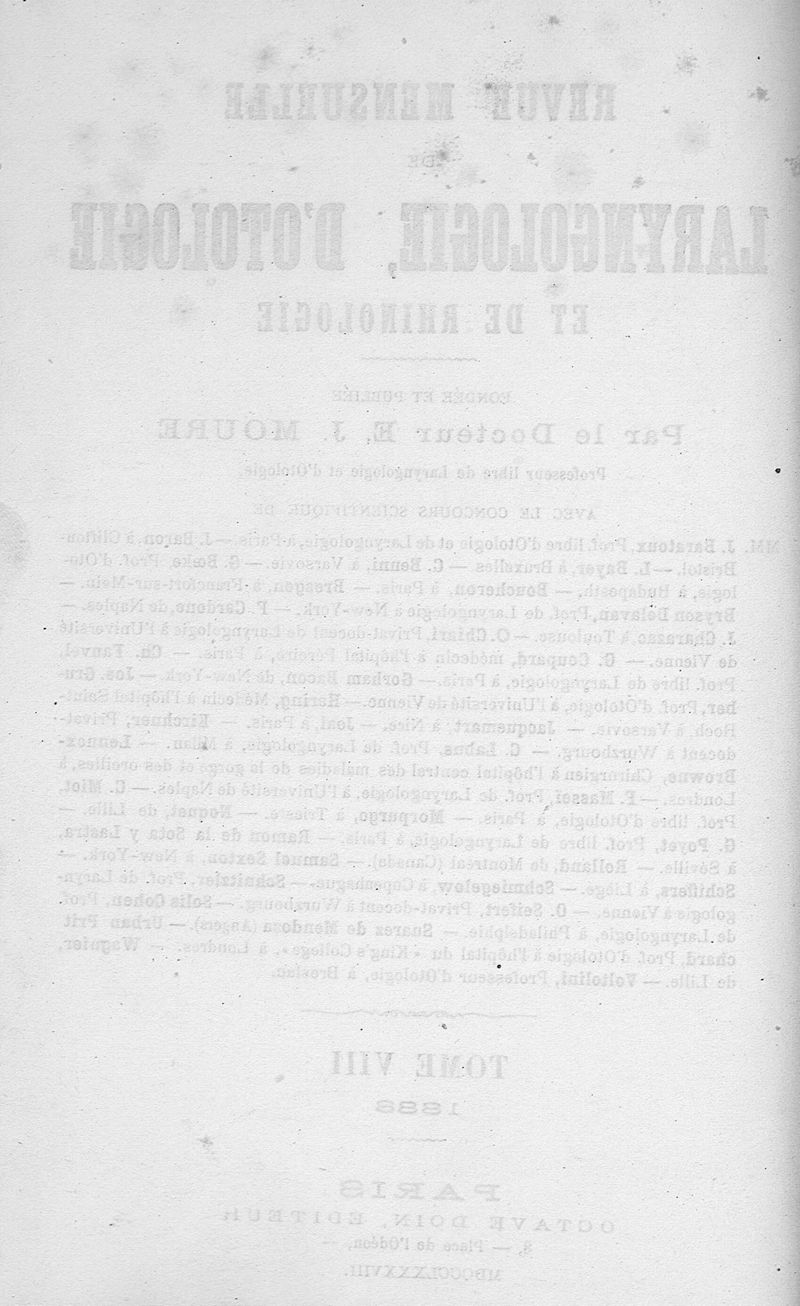 REVUE MENSUELLE
DE
LARYNGOLOGIE, D'OTOLOGIE
ET DE RHINOLOGIE
FONDÉE ET PUBLIÉE
Par le Docteur E. J. MOURE
Professeur libre de Laryngologie et d'Otologie,
AVEC LE CONCOURS SCIENTIFIQUE DE
MM. J. Baratoux, Prof. libre d'Otologie et de Laryngologie, à Paris. — J. Baron, à Clifton-
Bristol. — L. Bayer, à Bruxelles — C. Benni, à Varsovie. — G. Bœke, Prof. d'Oto-
logie, à Budapesth, — Boucheron, à Paris. — Bresgen, à Francfort-sur-Mein. —
Bryson Delavan, Prof. de Laryngologie à New-York. — P. Cardone, de Naples. —
J. Charazac à Toulouse. — O. Chiari, Privat-docent de Laryngologie à l'Université
de Vienne. — G. Coupard, médecin à l'hôpital Péreire, à Paris. — Ch. Fauvel,
Prof. libre de Laryngologie, à Paris. — Gorham Bacon, de New-York. — Jos. Gru-
ber, Prof. d'Otologie, à l'Université de Vienne. — Hering, Médecin à l'hôpital Saint-
Roch, à Varsovie. — Jacquemart, à Nice. — Joal, à Paris. — Kirchner, Privat-
docent à Wurzbourg. — C. Labus, Prof. de Laryngologie, à Milan. — Lennox-
Browne, Chirurgien à l'hôpital central des maladies de la gorge et des oreilles, à
Londres. — F. Massei, Prof. de Laryngologie, à l'Université de Naples. — C. Miot,
Prof. libre d'Otologie, à Paris. — Morpurgo, à Trieste. — Noquet, de Lille. —
G. Poyet, Prof. libre de Laryngologie, à Paris. — Ramon de la Sota y Lastra,
à Séville. — Rolland, de Montréal (Canada). — Samuel Sexton, à New-York. —
Schiffers, à Liège. — Schmiegelow, à Copenhague. — Schnitzler, Prof. de Laryn-
gologie à Vienne. — O. Seifert, Privat-docent à Wurzbourg. — Solis Cohen, Prof.
de Laryngologie, à Philadelphie. — Suarez de Mendoza (Angers). — Urban Prit
chard, Prof. d'Otologie à l'hôpital du « King's College », à Londres. — Wagnier,
de Lille. — Voltolini, Professeur d'Otologie, à Breslau.
TOME VIII
1888
PARIS
OCTAVE DOIN, EDITEUR
8, — Place de l'Odéon, —
MDCCCLXXXVIII.